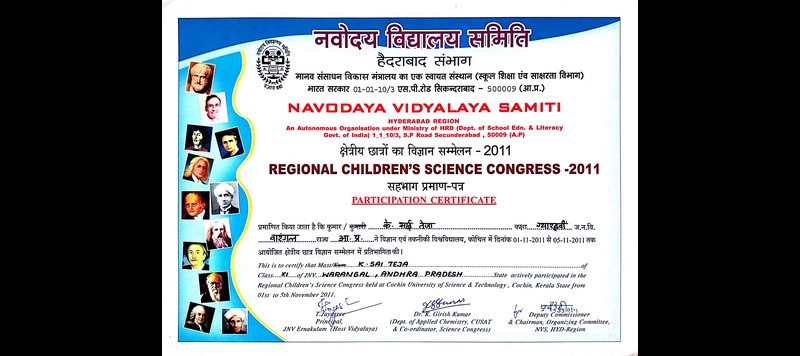 नवोदय विद्यालय समिति
हैदराबाद संभाग
मानव संसाधन विकास मंत्रालय का एक स्वायत संस्थान (स्कूल शिक्षा एंव साक्षरता विभाग)
भारत सरकार 01-01-10/3 एस.पी.रोड सिकन्दराबाद - 500009 (आ.प्र.)
NAVODAYA VIDYALAYA SAMITI
HYDERABAD REGION
An Autonomous Organisation under Ministry of HRD (Dept. of School Edn. & Literacy
Govt. of India) 1_1_10/3, S.P Road Secunderabad , 50009 (A.P)
क्षेत्रीय छात्रों का विज्ञान सम्मेलन - 2011
REGIONAL CHILDREN'S SCIENCE CONGRESS -2011
सहभाग प्रमाण-पत्र
PARTICIPATION CERTIFICATE
प्रमाणित किया जाता है कि कुमार / कुमारी के. साई तेजा कक्षा ग्यारहवीं ज.न.वि.
वारंगल राज्य आ.प्र. ने विज्ञान एवं तकनीकी विश्वविद्यालय, कोचिन में दिनांक 01-11-2011 से 05-11-2011 तक
आयोजित क्षेत्रीय छात्र विज्ञान सम्मेलन में प्रतिभागिता की।
This is to certify that Mast/Kum K. SAI TEJA of
Class XI of JNV WARANGAL, ANDHRA PRADESH State actively participated in the
Regional Children's Science Congress held at Cochin University of Science & Technology , Cochin, Kerala State from
01st to 5th November 2011.
T.Jayasree
Principal,
JNV Ernakulam (Host Vidyalaya)
Dr. K. Girish Kumar
(Dept. of Applied Chemistry, CUSAT
& Co-ordinator, Science Congress)
for Deputy Commissioner
& Chairman, Organizing Committee,
NVS, HYD-Region